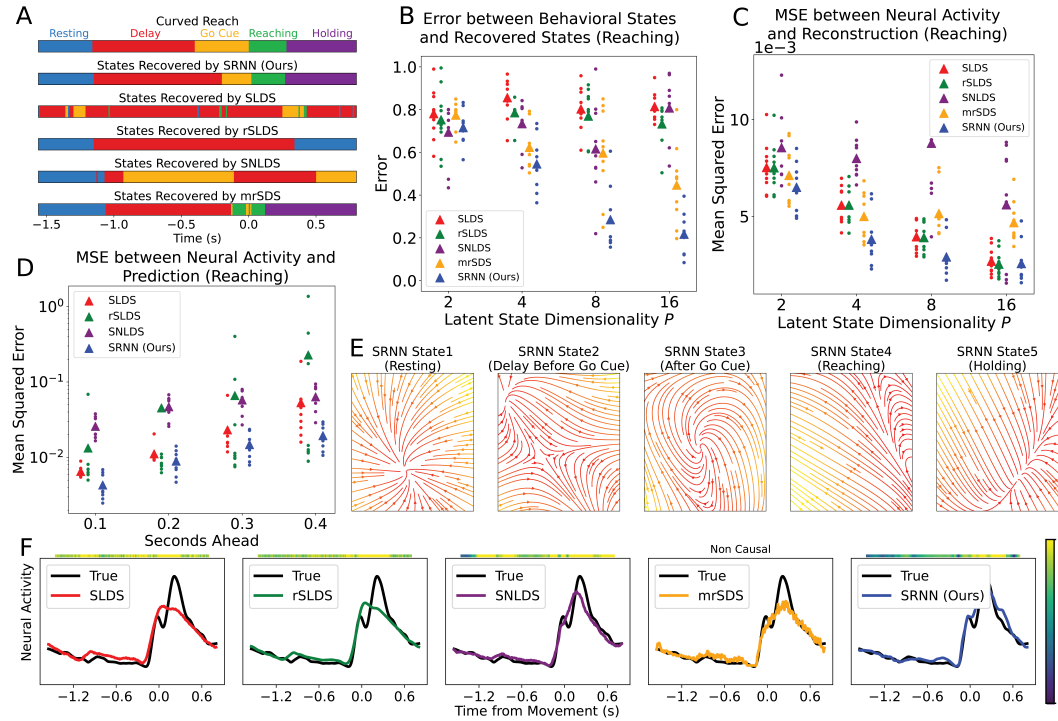 A
Curved Reach
Resting Delay Go Cue Reaching Holding
States Recovered by SRNN (Ours)
States Recovered by SLDS
States Recovered by rSLDS
States Recovered by SNLDS
States Recovered by mrSDS
−1.5 −1.0 −0.5 0.0 0.5
Time (s)
B
Error between Behavioral States
and Recovered States (Reaching)
Error
1.0
0.8
0.6
0.4
0.2
0.0
SLDS
rSLDS
SNLDS
mrSDS
SRNN (Ours)
2 4 8 16
Latent State Dimensionality P
C
MSE between Neural Activity
and Reconstruction (Reaching)
1e−3
Mean Squared Error
10
5
SLDS
rSLDS
SNLDS
mrSDS
SRNN (Ours)
2 4 8 16
Latent State Dimensionality P
D
MSE between Neural Activity and
Prediction (Reaching)
Mean Squared Error
10⁰
10⁻¹
10⁻²
SLDS
rSLDS
SNLDS
SRNN (Ours)
0.1 0.2 0.3 0.4
Seconds Ahead
E
SRNN State1
(Resting)
SRNN State2
(Delay Before Go Cue)
SRNN State3
(After Go Cue)
SRNN State4
(Reaching)
SRNN State5
(Holding)
F
Neural Activity
True
SLDS
−1.2 −0.6 0.0 0.6
True
rSLDS
−1.2 −0.6 0.0 0.6
True
SNLDS
−1.2 −0.6 0.0 0.6
Non Causal
True
mrSDS
−1.2 −0.6 0.0 0.6
True
SRNN (Ours)
−1.2 −0.6 0.0 0.6
Time from Movement (s)